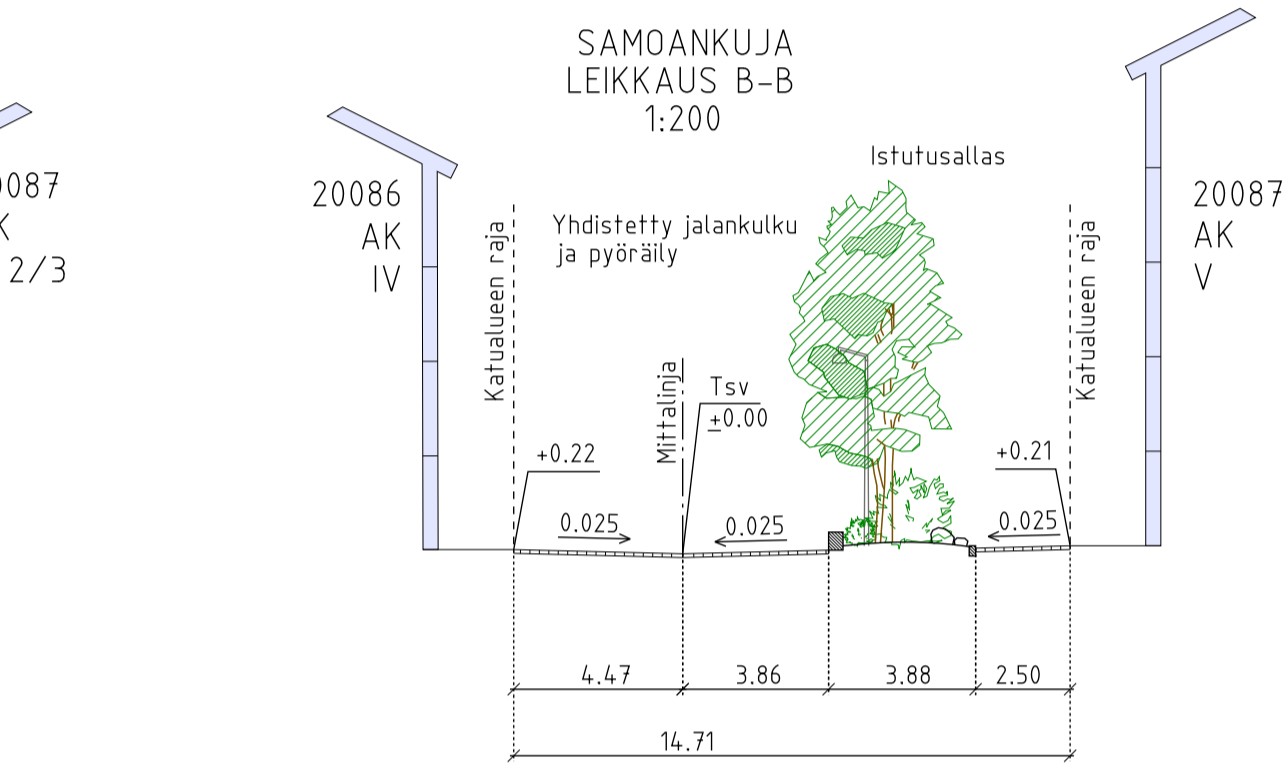 SAMOANKUJA
LEIKKAUS B-B
1:200
Istutusallas
2/3
20086
AK
IV
20087
AK
V
Katualueen raja
Yhdistetty jalankulku
ja pyöräily
Katualueen raja
Mittalinja
Tsv
±0.00
+0.22
+0.21
0.025
0.025
0.025
4.47
3.86
3.88
2.50
14.71